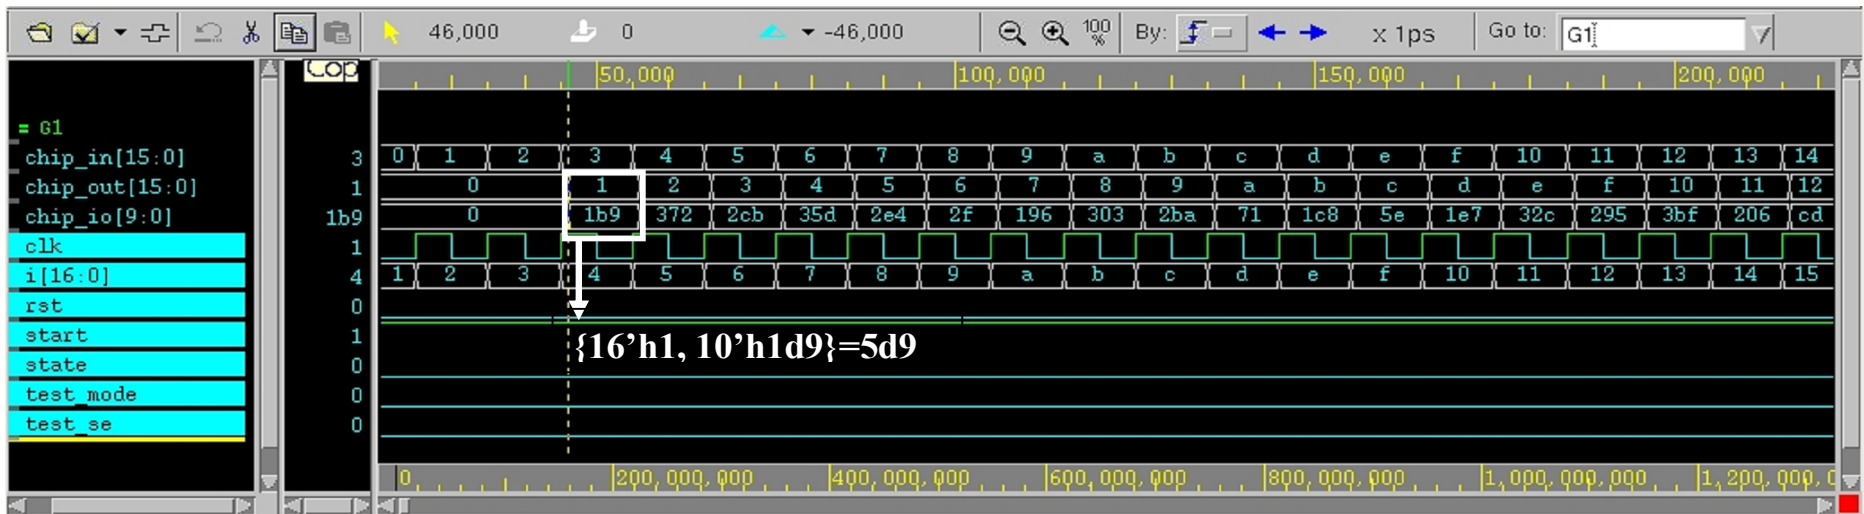 46,000 0 -46,000 100 % By: x 1ps Go to: G1
50,000 100,000 150,000 200,000
= G1
chip_in[15:0] 3 0 1 2 3 4 5 6 7 8 9 a b c d e f 10 11 12 13 14
chip_out[15:0] 1 0 1 2 3 4 5 6 7 8 9 a b c d e f 10 11 12
chip_io[9:0] 1b9 0 1b9 372 2cb 35d 2e4 2f 196 303 2ba 71 1c8 5e 1e7 32c 295 3bf 206 cd
clk 1
i[16:0] 4 1 2 3 4 5 6 7 8 9 a b c d e f 10 11 12 13 14 15
rst 0
start 1
{16’h1, 10’h1d9}=5d9
state 0
test_mode 0
test_se 0
0 200,000,000 400,000,000 600,000,000 800,000,000 1,000,000,000 1,200,000,0